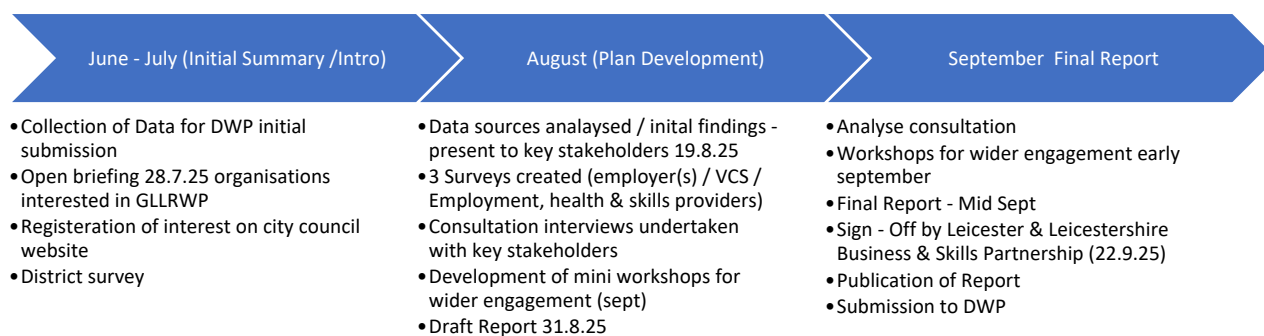 June - July (Initial Summary /Intro)
August (Plan Development)
September Final Report
•Collection of Data for DWP initial
submission
•Open briefing 28.7.25 organisations
interested in GLLRWP
•Registeration of interest on city council
website
•District survey
•Data sources analaysed / inital findings -
present to key stakeholders 19.8.25
•3 Surveys created (employer(s) / VCS /
Employment, health & skills providers)
•Consultation interviews undertaken
with key stakeholders
•Development of mini workshops for
wider engagement (sept)
•Draft Report 31.8.25
•Analyse consultation
•Workshops for wider engagement early
september
•Final Report - Mid Sept
•Sign - Off by Leicester & Leicestershire
Business & Skills Partnership (22.9.25)
•Publication of Report
•Submission to DWP